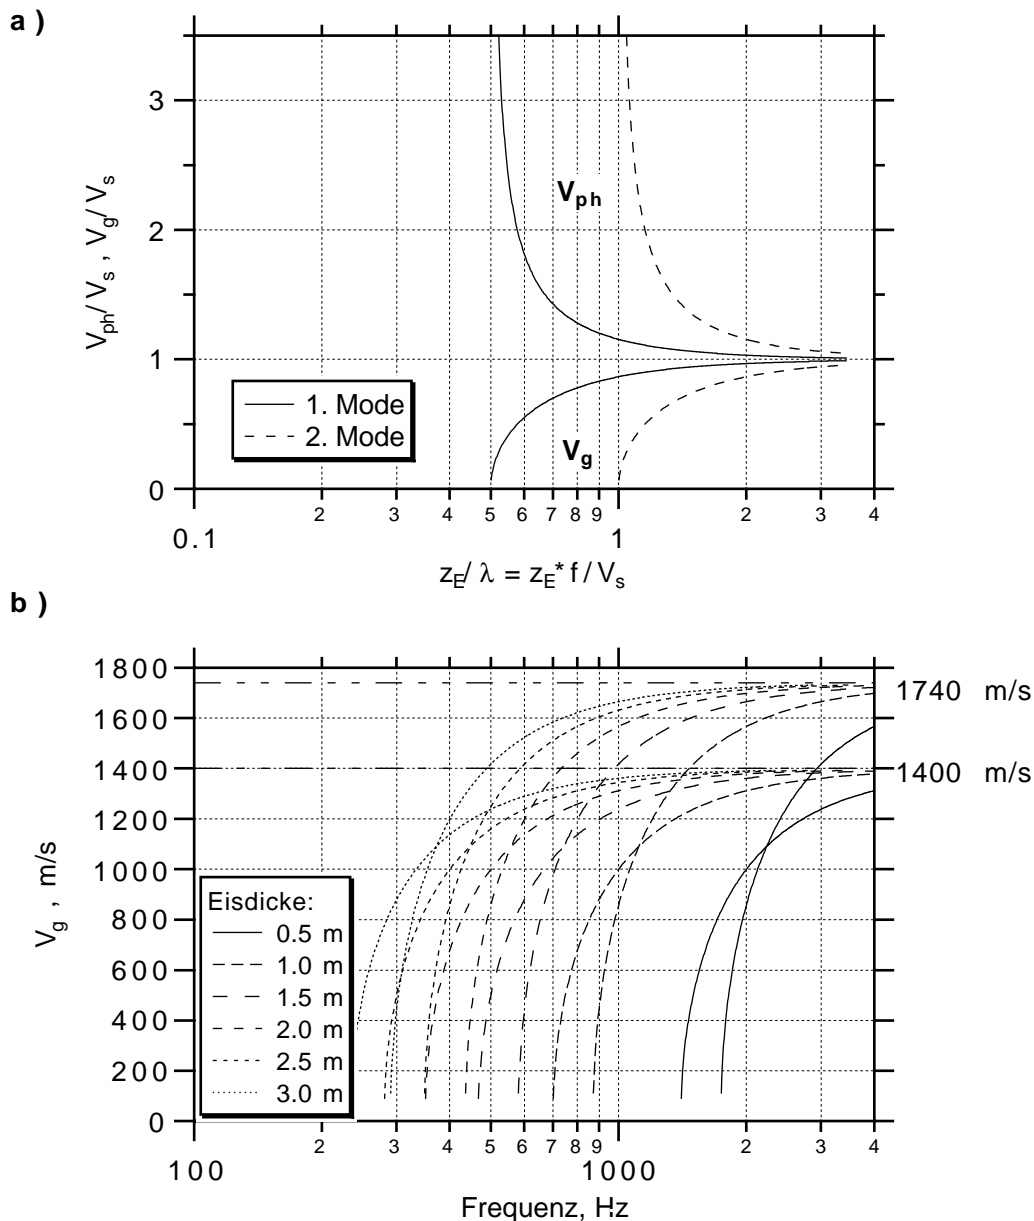 a )
3
2
1
0
V_ph/ V_s , V_g/ V_s
V_ph
V_g
1. Mode
2. Mode
2 3 4 5 6 7 8 9 2 3 4
0.1 1
z_E/ λ = z_E* f / V_s
b )
1800
1600
1400
1200
1000
800
600
400
200
0
V_g , m/s
1740 m/s
1400 m/s
Eisdicke:
0.5 m
1.0 m
1.5 m
2.0 m
2.5 m
3.0 m
2 3 4 5 6 7 8 9 2 3 4
100 1000
Frequenz, Hz